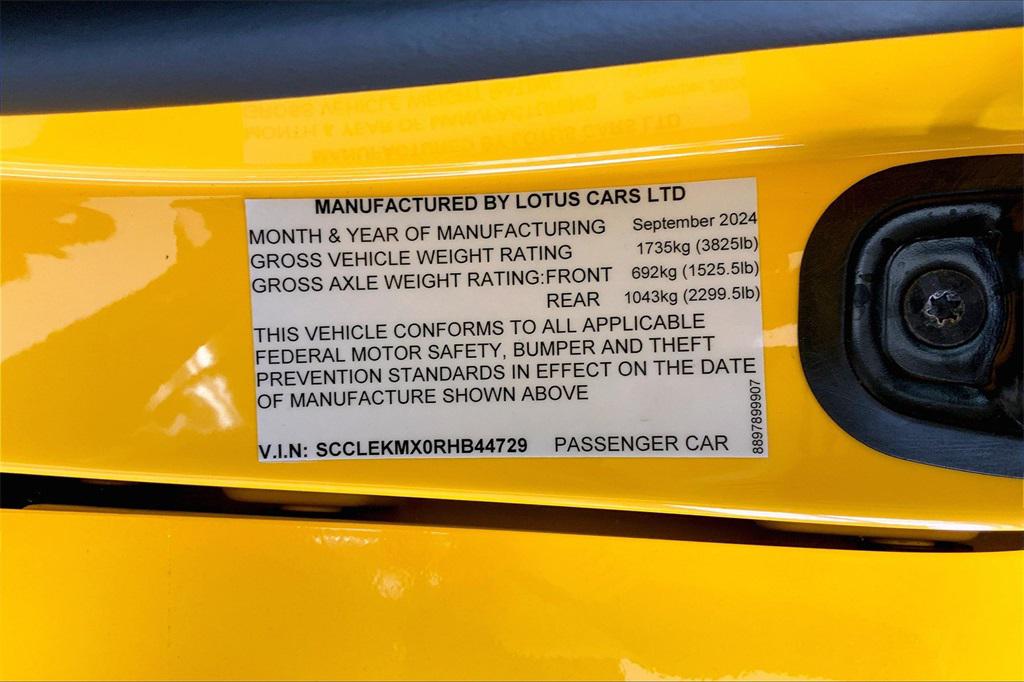 MANUFACTURED BY LOTUS CARS LTD
MONTH & YEAR OF MANUFACTURING September 2024
GROSS VEHICLE WEIGHT RATING 1735kg (3825lb)
GROSS AXLE WEIGHT RATING:FRONT 692kg (1525.5lb)
REAR 1043kg (2299.5lb)
THIS VEHICLE CONFORMS TO ALL APPLICABLE
FEDERAL MOTOR SAFETY, BUMPER AND THEFT
PREVENTION STANDARDS IN EFFECT ON THE DATE
OF MANUFACTURE SHOWN ABOVE
V.I.N: SCCLEKMX0RHB44729 PASSENGER CAR
8897899907